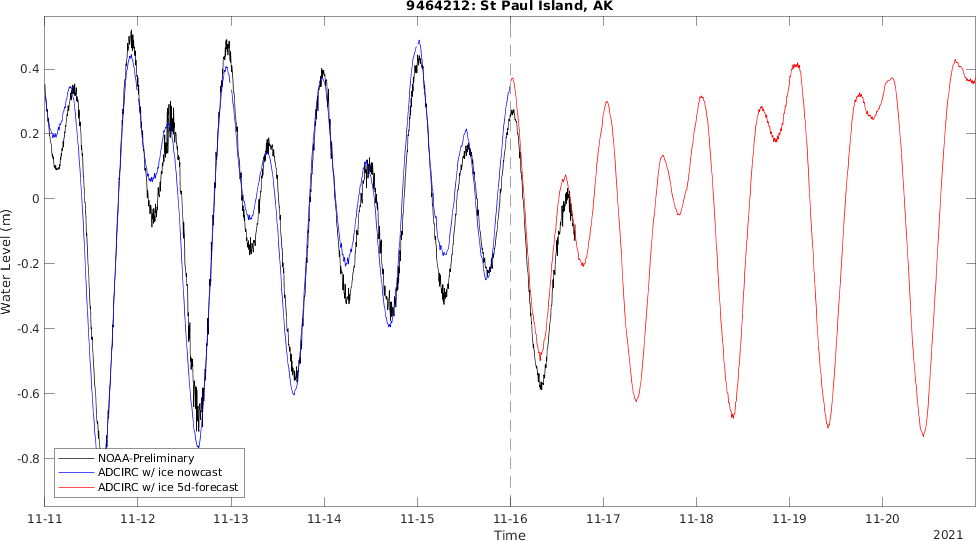 9464212: St Paul Island, AK
Water Level (m)
0.4
0.2
0
-0.2
-0.4
-0.6
-0.8
NOAA-Preliminary
ADCIRC w/ ice nowcast
ADCIRC w/ ice 5d-forecast
11-11 11-12 11-13 11-14 11-15 11-16 11-17 11-18 11-19 11-20
Time
2021